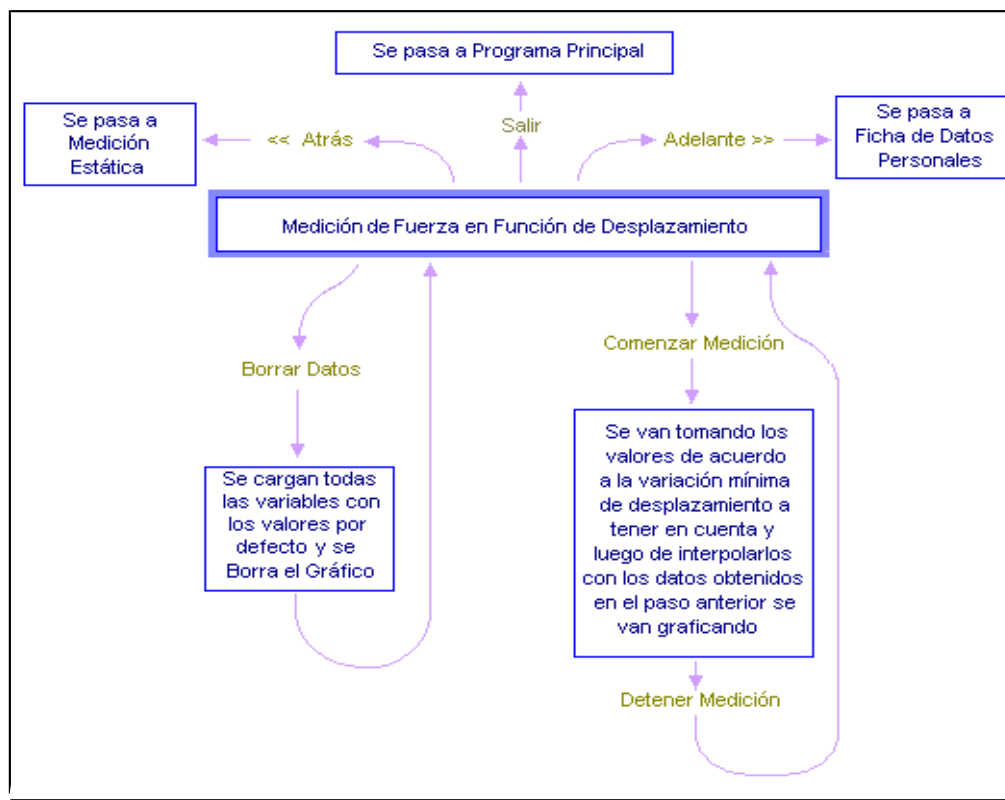 Se pasa a Programa Principal
Se pasa a
Medición
Estática
<< Atrás
Salir
Adelante >>
Se pasa a
Ficha de Datos
Personales
Medición de Fuerza en Función de Desplazamiento
Borrar Datos
Se cargan todas
las variables con
los valores por
defecto y se
Borra el Gráfico
Comenzar Medición
Se van tomando los
valores de acuerdo
a la variación mínima
de desplazamiento a
tener en cuenta y
luego de interpolarlos
con los datos obtenidos
en el paso anterior se
van graficando
Detener Medición